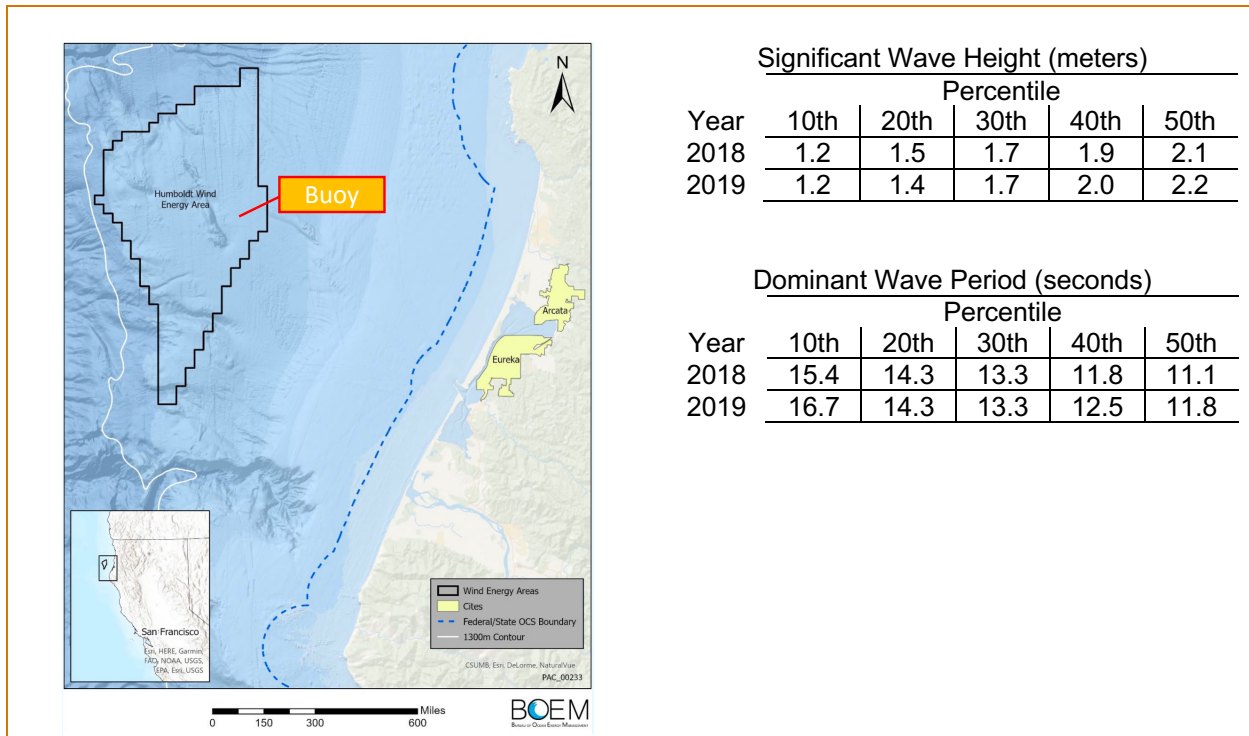 N
Humboldt Wind
Energy Area
Buoy
Arcata
Eureka
San Francisco
Esri, HERE, Garmin,
FAO, NOAA, USGS,
EPA, Esri, USGS
Wind Energy Areas
Cites
Federal/State OCS Boundary
1300m Contour
CSUMB, Esri, DeLorme, NaturalVue
PAC_00233
Miles
0 150 300 600
BOEM
BUREAU OF OCEAN ENERGY MANAGEMENT
Significant Wave Height (meters)
Percentile
Year 10th 20th 30th 40th 50th
2018 1.2 1.5 1.7 1.9 2.1
2019 1.2 1.4 1.7 2.0 2.2
Dominant Wave Period (seconds)
Percentile
Year 10th 20th 30th 40th 50th
2018 15.4 14.3 13.3 11.8 11.1
2019 16.7 14.3 13.3 12.5 11.8